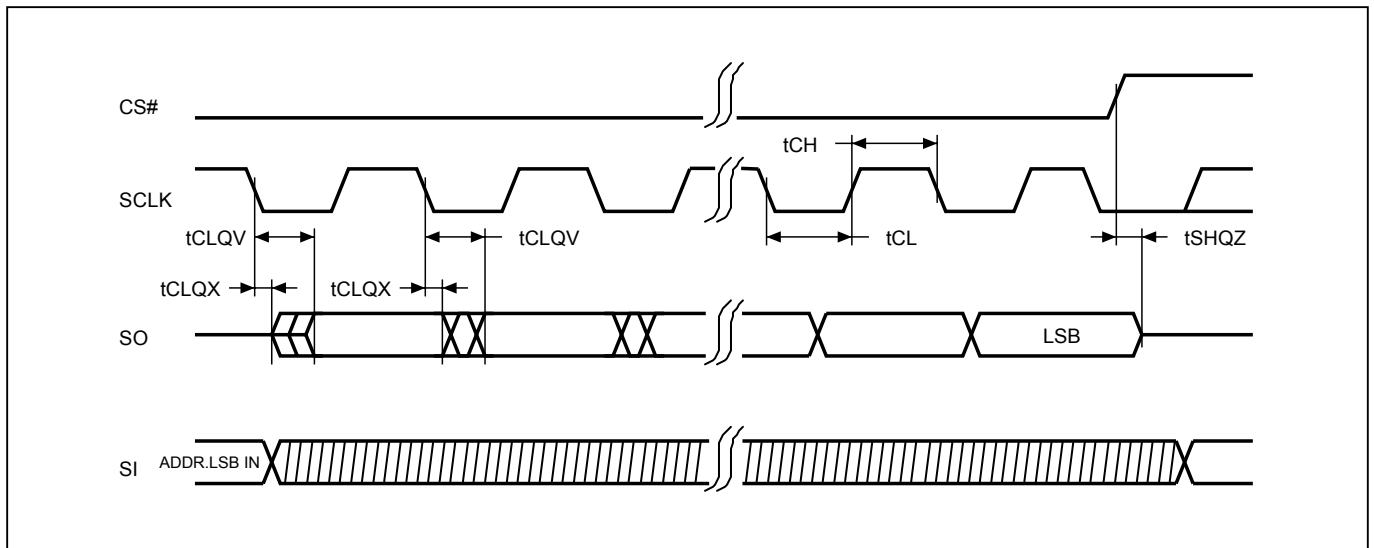 CS#
tCH
SCLK
tCLQV
tCLQV
tCL
tSHQZ
tCLQX
tCLQX
SO
LSB
SI
ADDR.LSB IN